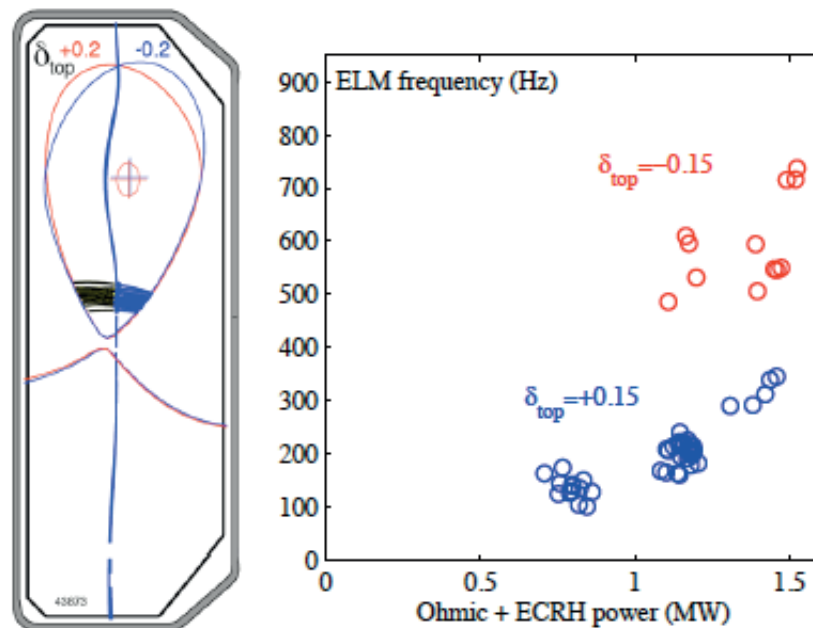 δtop +0.2 -0.2
43873
ELM frequency (Hz)
900
800
700
600
500
400
300
200
100
0
δtop=−0.15
δtop=+0.15
0 0.5 1 1.5
Ohmic + ECRH power (MW)